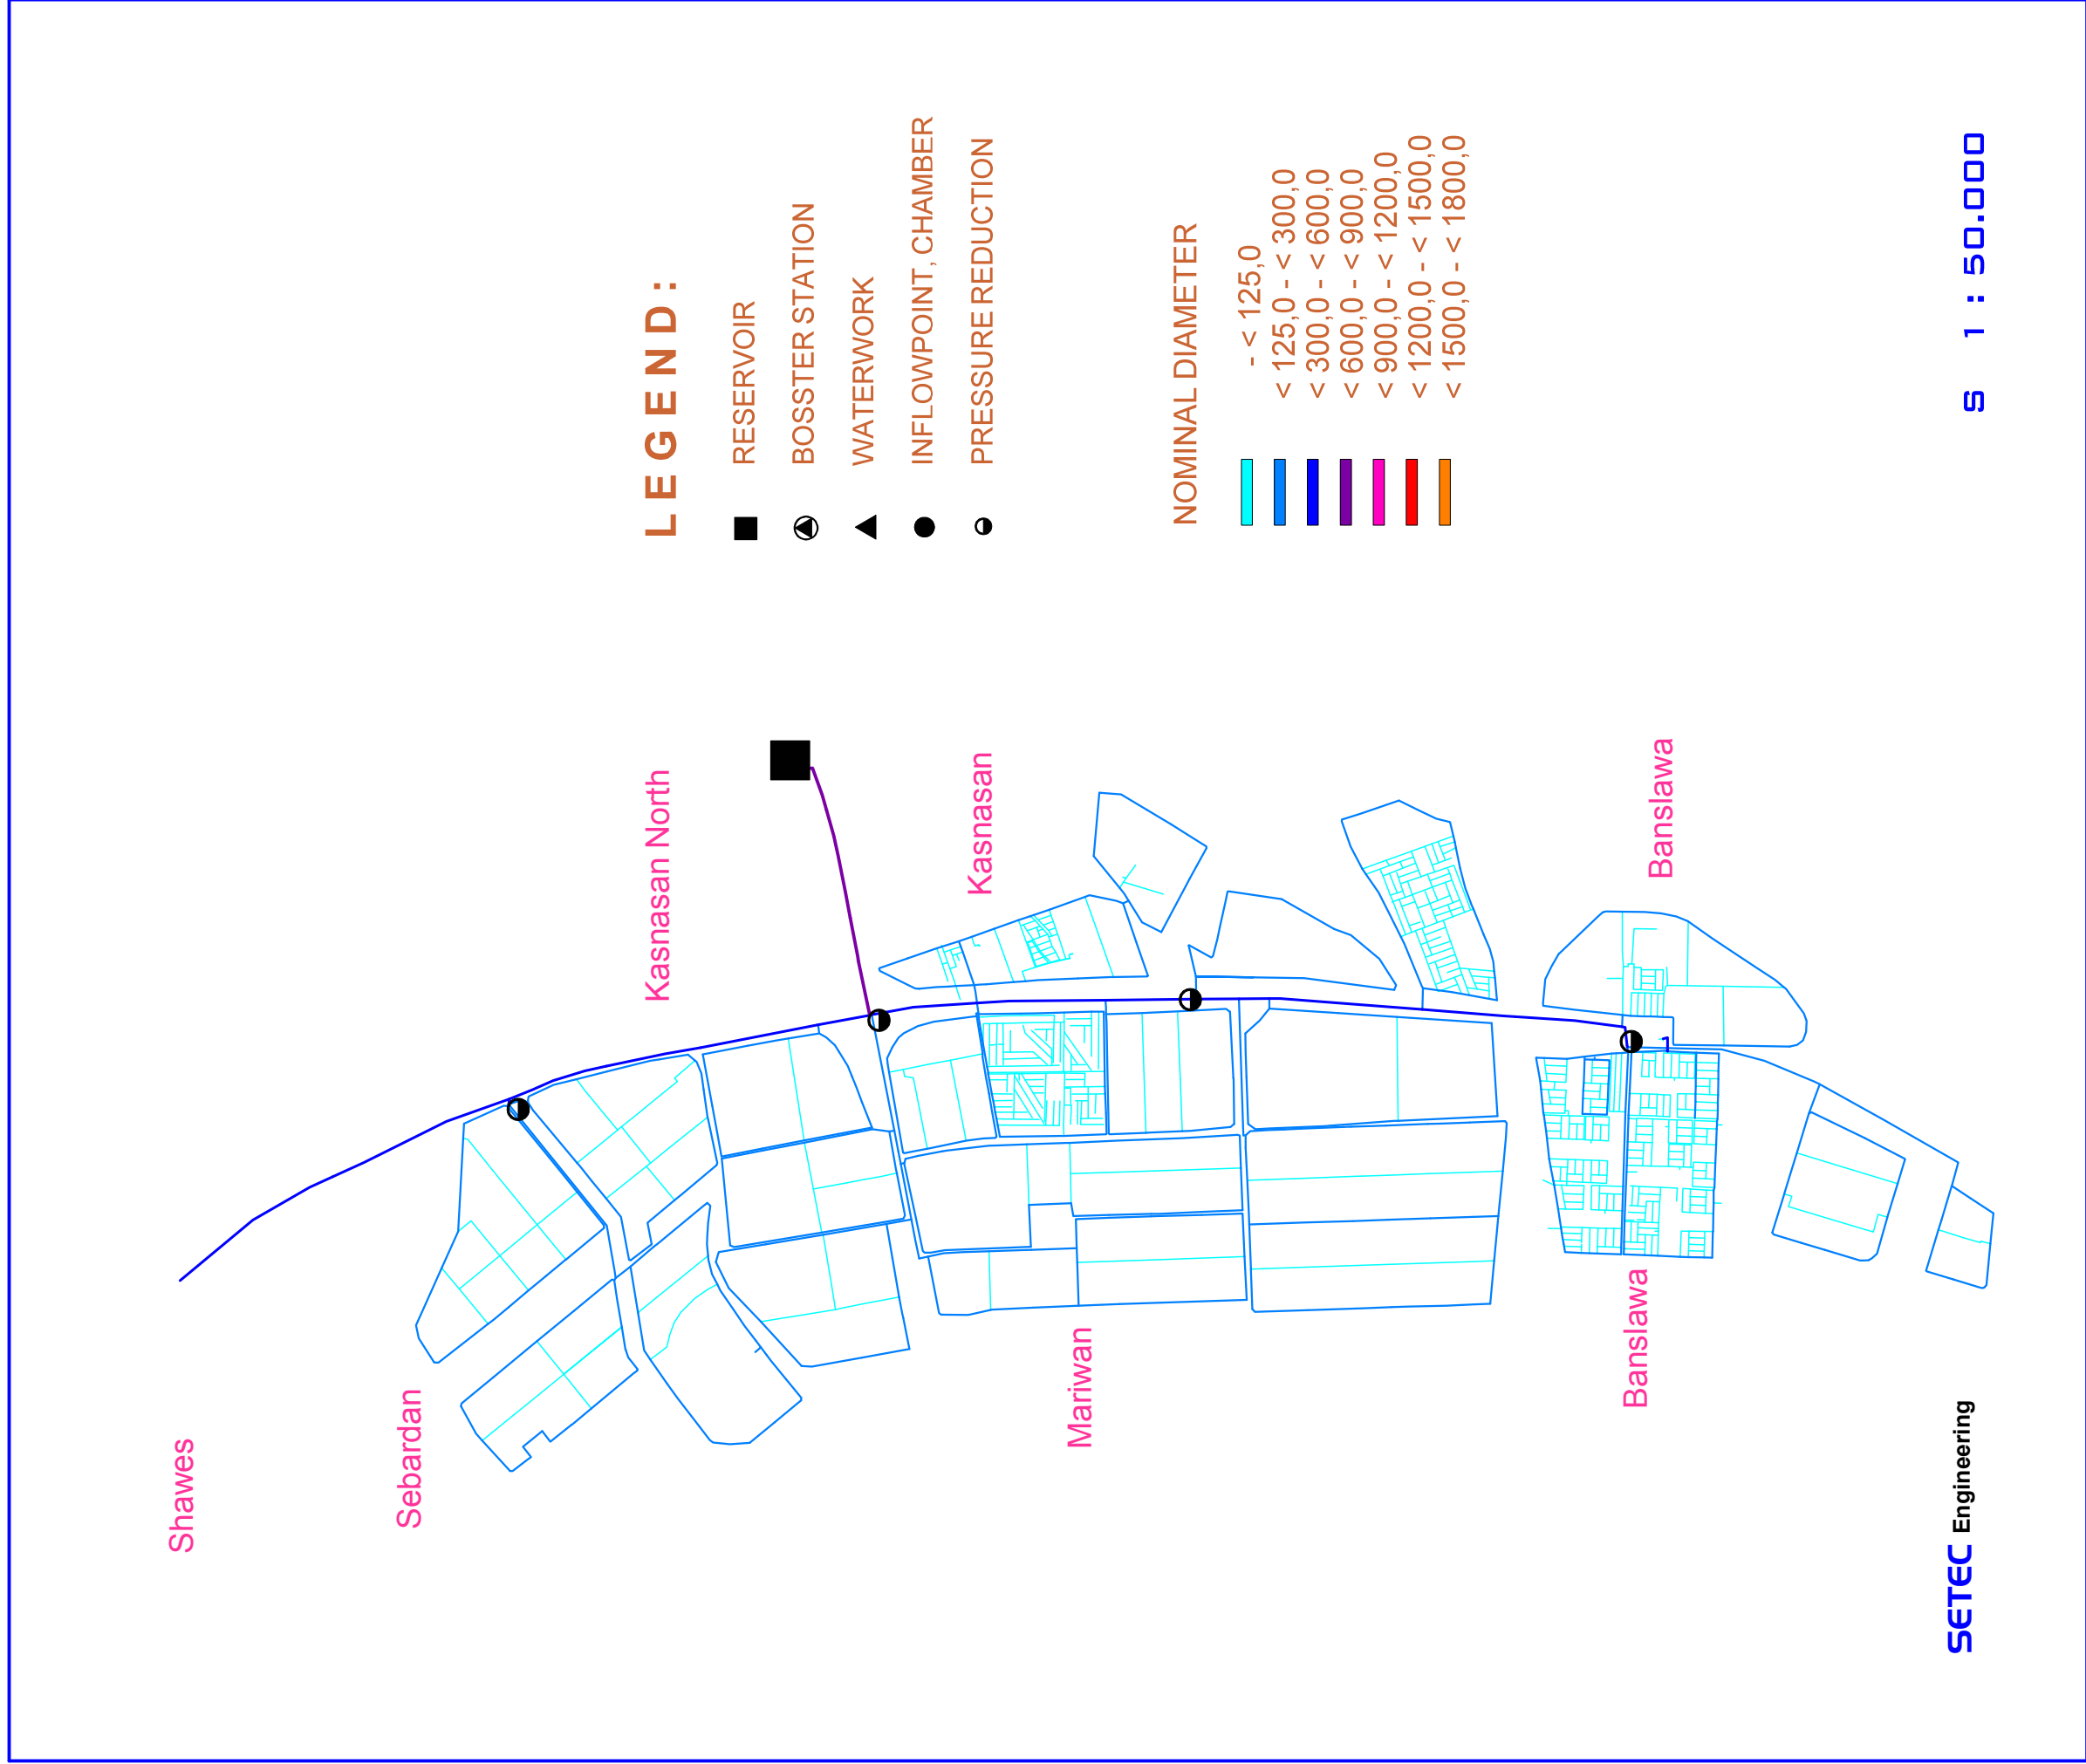 LEGEND:
RESERVOIR
BOSSTER STATION
WATERWORK
INFLOWPOINT, CHAMBER
PRESSURE REDUCTION
NOMINAL DIAMETER
- < 125,0
< 125,0 - < 300,0
< 300,0 - < 600,0
< 600,0 - < 900,0
< 900,0 - < 1200,0
< 1200,0 - < 1500,0
< 1500,0 - < 1800,0
S 1:50.000
Kasnasan North
Kasnasan
Banslawa
Shawes
Sebardan
Mariwan
Banslawa
SETEC Engineering